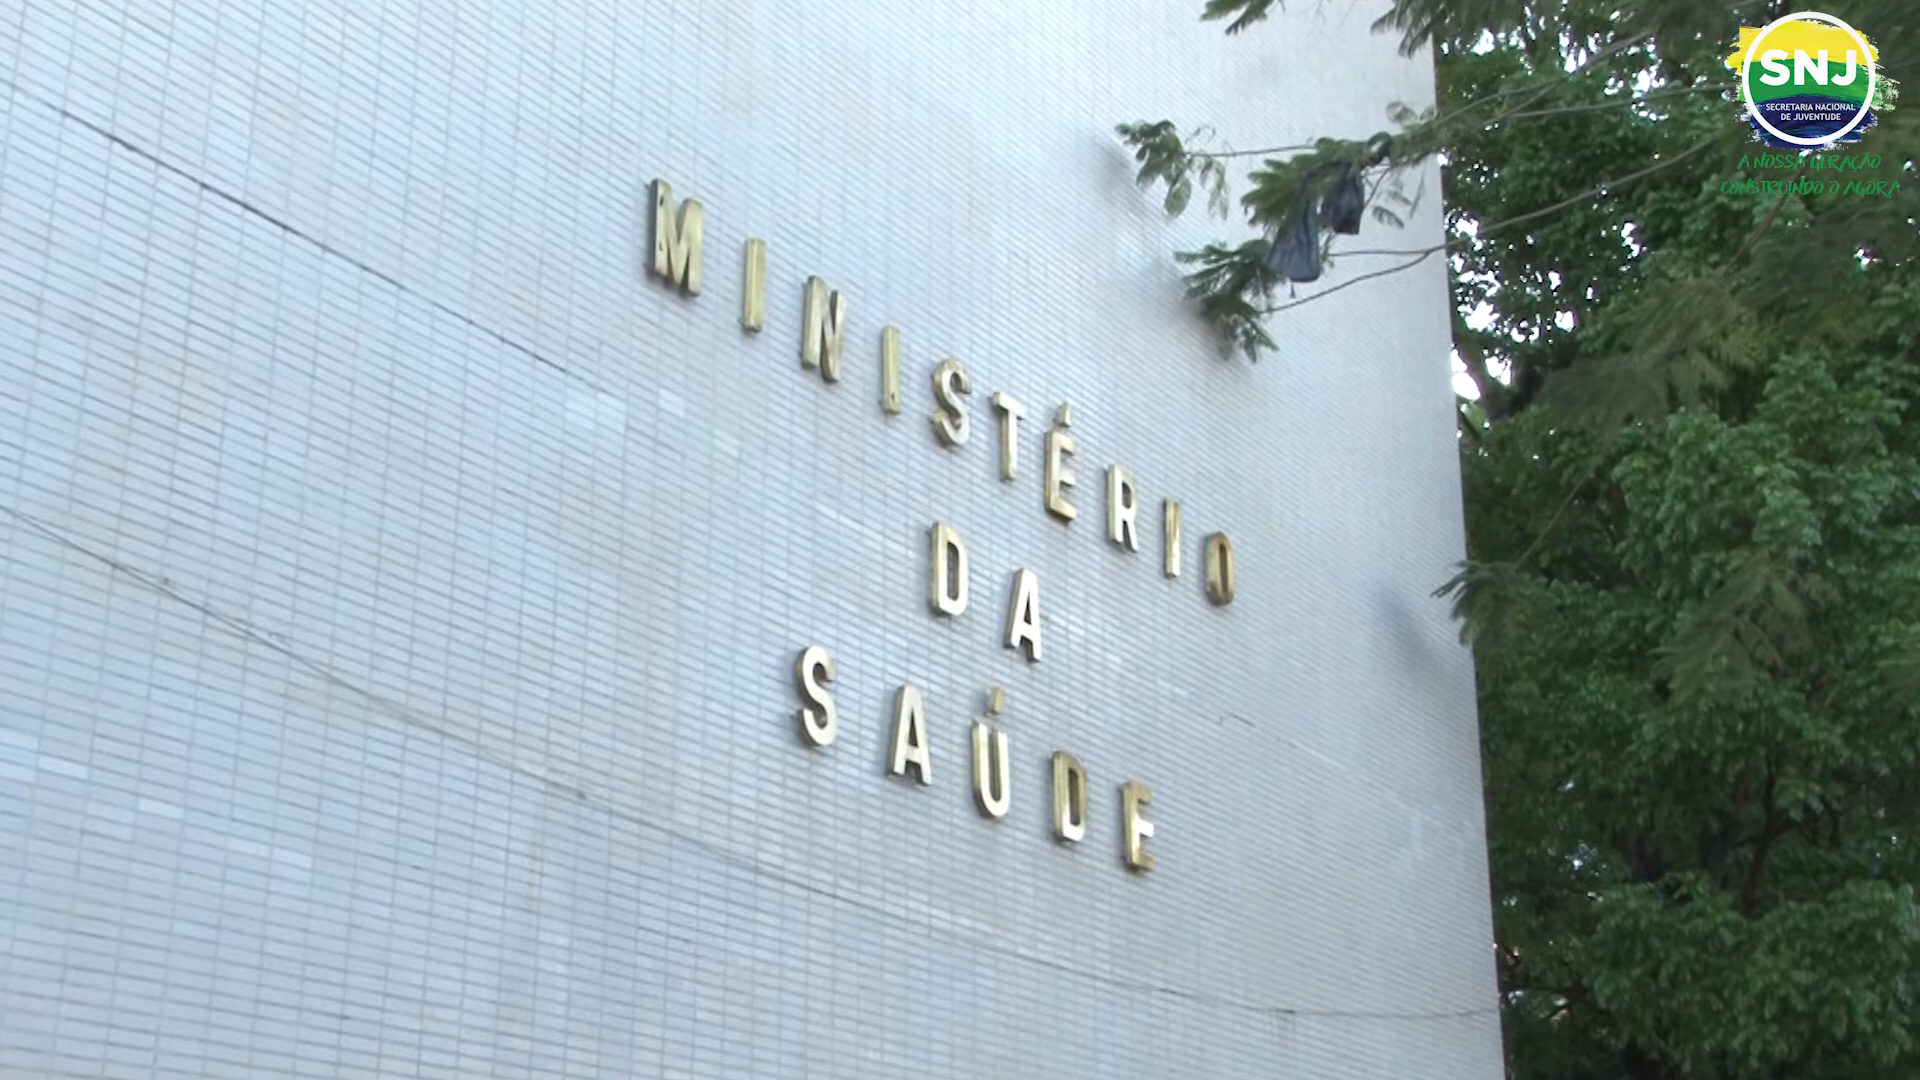 SNJ
SECRETARIA NACIONAL
DE JUVENTUDE
A NOSSA GERAÇÃO
CONSTRUINDO O AGORA
MINISTÉRIO
DA
SAÚDE